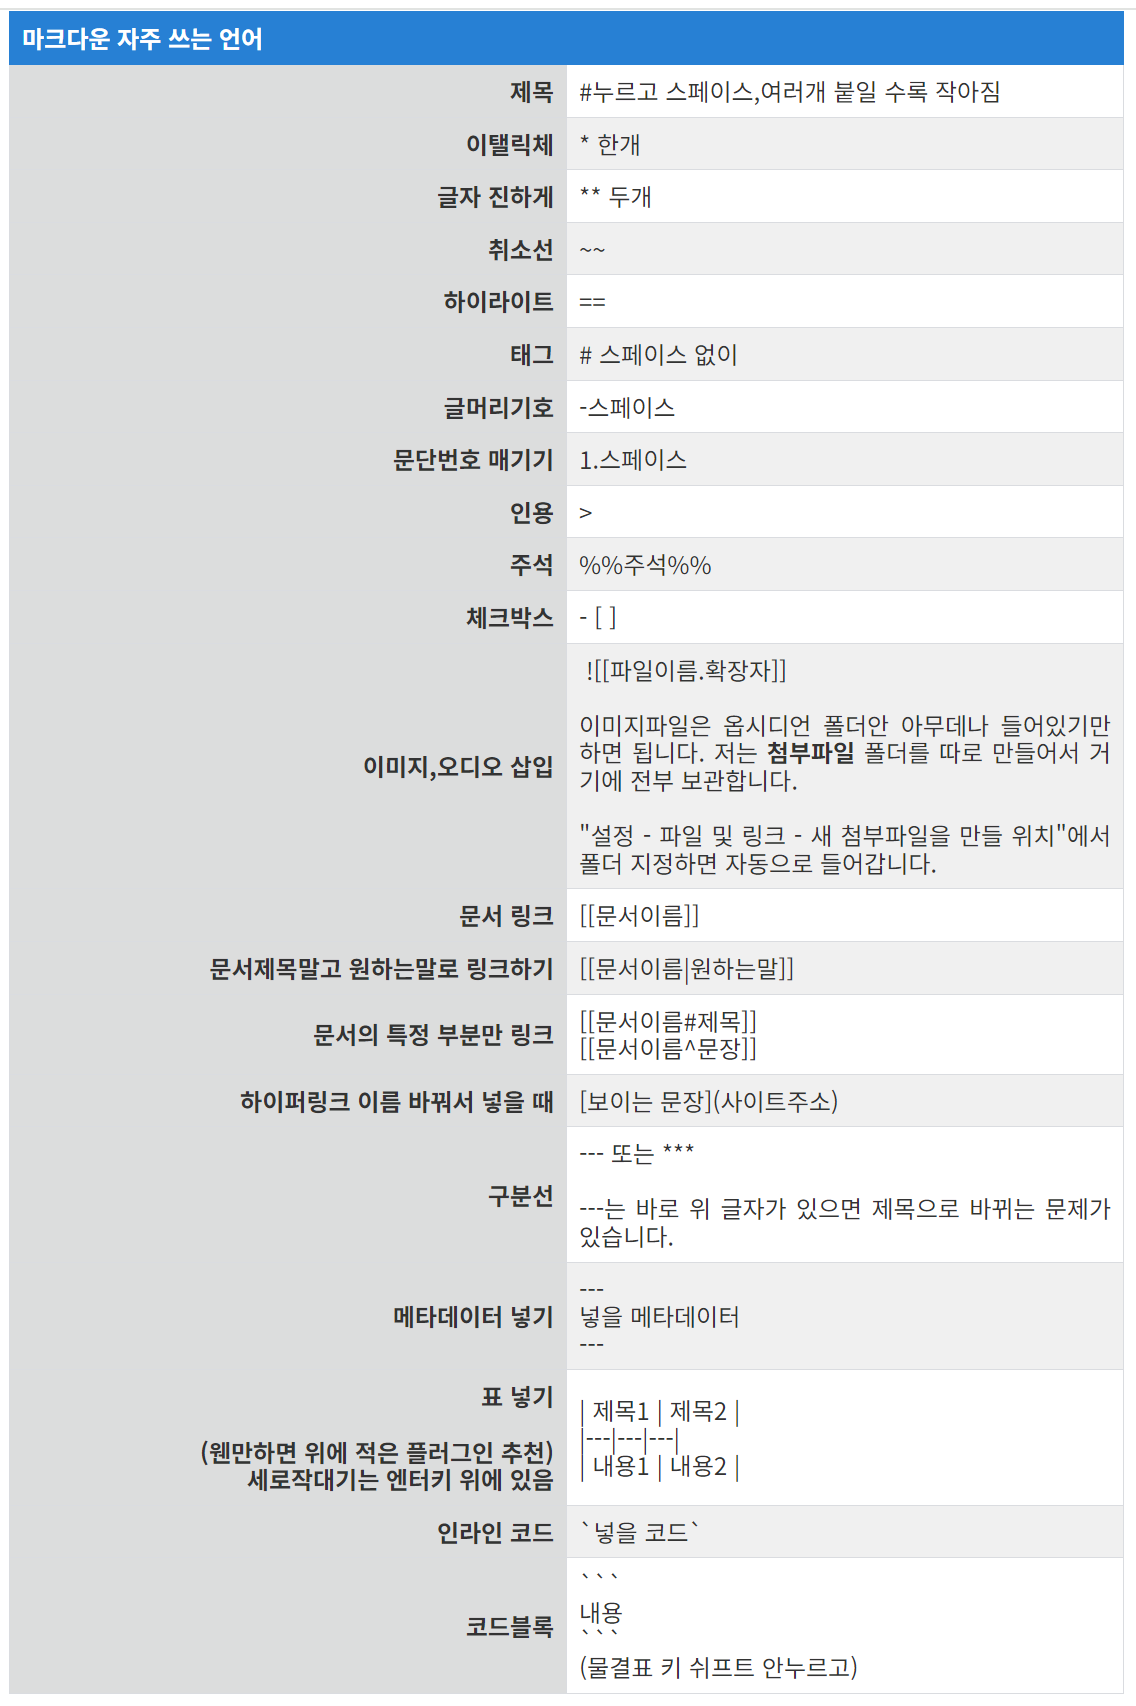 마크다운 자주 쓰는 언어
제목
#누르고 스페이스,여러개 붙일 수록 작아짐
이탤릭체
* 한개
글자 진하게
** 두개
취소선
~~
하이라이트
==
태그
# 스페이스 없이
글머리기호
-스페이스
문단번호 매기기
1.스페이스
인용
>
주석
%%주석%%
체크박스
- [ ]
이미지,오디오 삽입
![[파일이름.확장자]]
이미지파일은 옵시디언 폴더안 아무데나 들어있기만
하면 됩니다. 저는 첨부파일 폴더를 따로 만들어서 거
기에 전부 보관합니다.
"설정 - 파일 및 링크 - 새 첨부파일을 만들 위치"에서
폴더 지정하면 자동으로 들어갑니다.
문서 링크
[[문서이름]]
문서제목말고 원하는말로 링크하기
[[문서이름|원하는말]]
문서의 특정 부분만 링크
[[문서이름#제목]]
[[문서이름^문장]]
하이퍼링크 이름 바꿔서 넣을 때
[보이는 문장](사이트주소)
구분선
--- 또는 ***
---는 바로 위 글자가 있으면 제목으로 바뀌는 문제가
있습니다.
메타데이터 넣기
---
넣을 메타데이터
---
표 넣기
(웬만하면 위에 적은 플러그인 추천)
세로작대기는 엔터키 위에 있음
| 제목1 | 제목2 |
|---|---|---|
| 내용1 | 내용2 |
인라인 코드
`넣을 코드`
코드블록
```
내용
```
(물결표 키 쉬프트 안누르고)